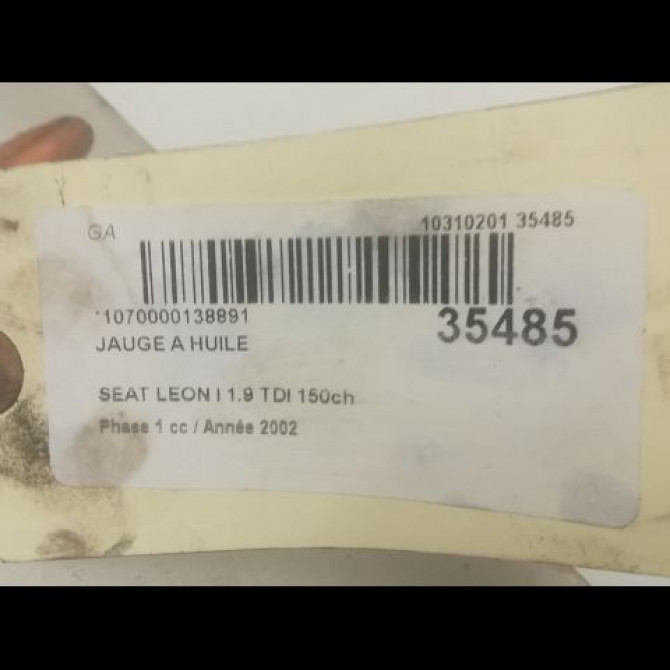 GA
10310201 35485
*1070000138891
35485
JAUGE A HUILE
SEAT LEON I 1.9 TDI 150ch
Phase 1 cc / Année 2002